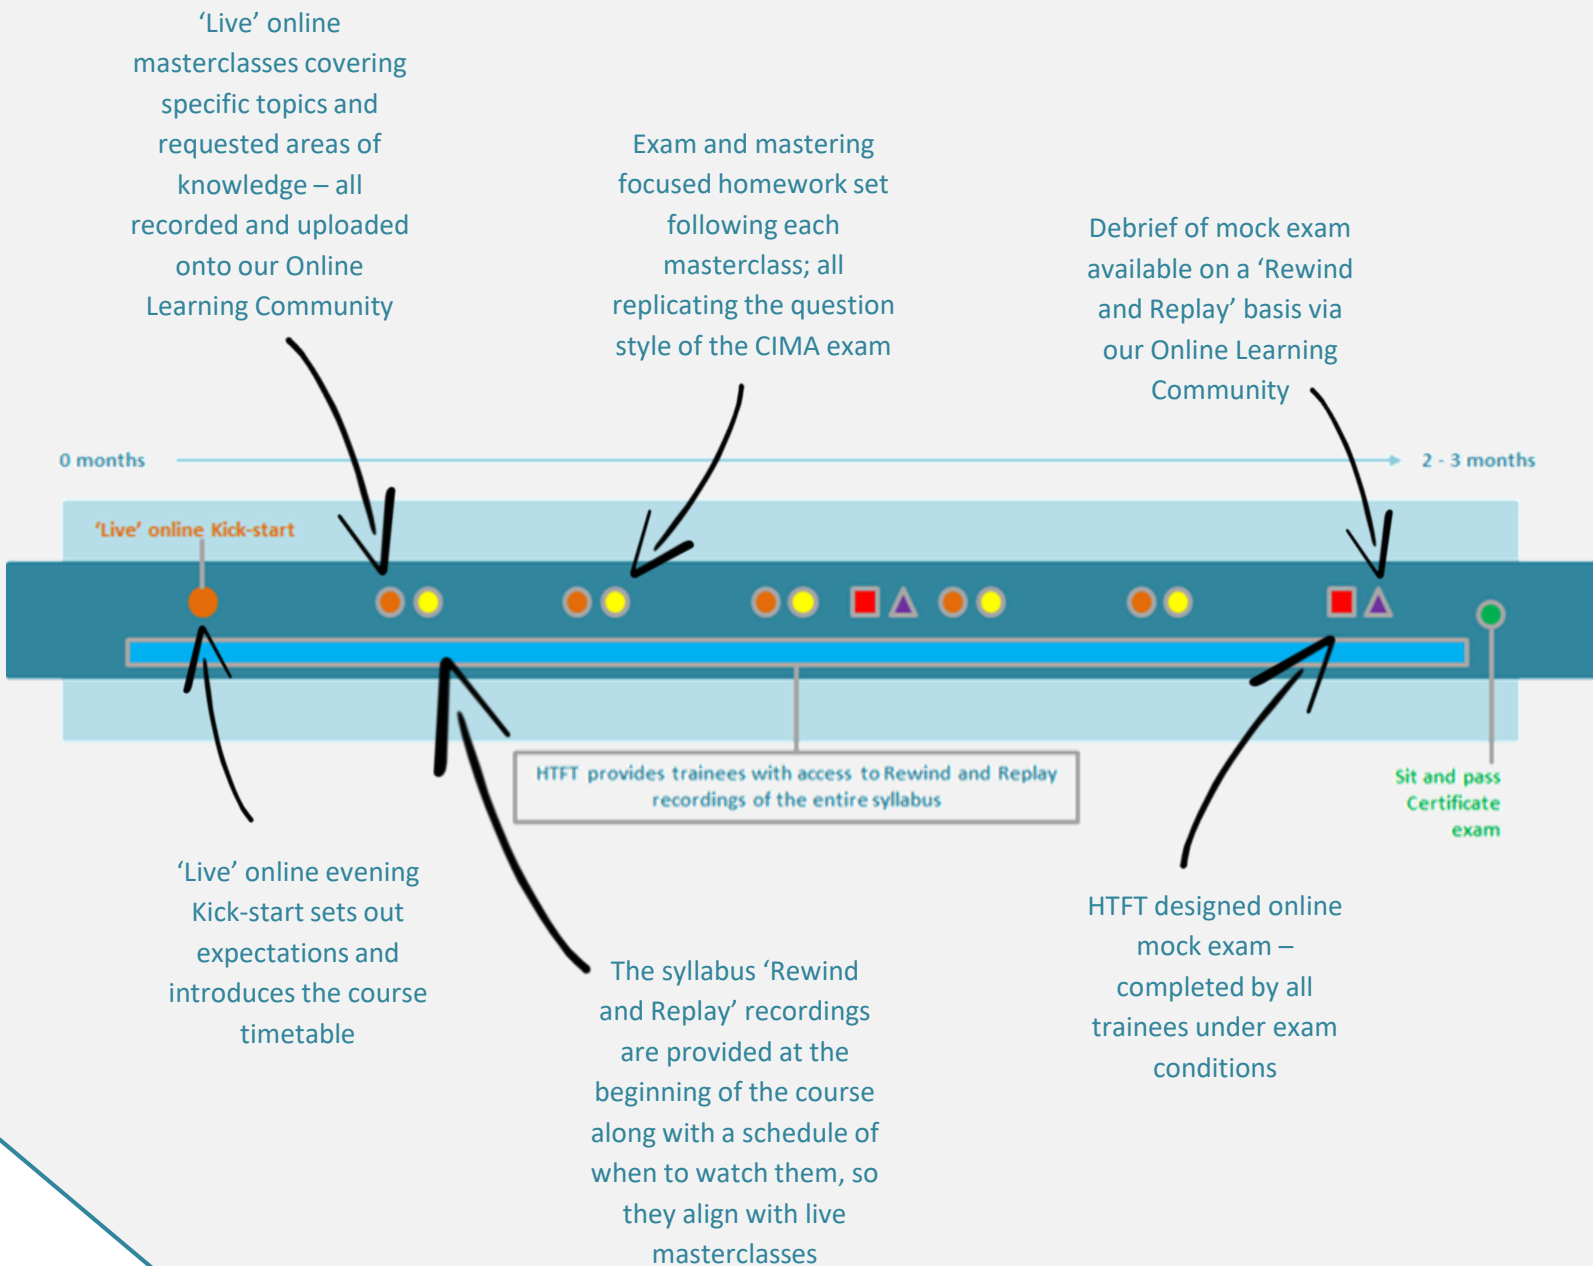 ‘Live’ online
masterclasses covering
specific topics and
requested areas of
knowledge – all
recorded and uploaded
onto our Online
Learning Community
Exam and mastering
focused homework set
following each
masterclass; all
replicating the question
style of the CIMA exam
Debrief of mock exam
available on a ‘Rewind
and Replay’ basis via
our Online Learning
Community
0 months
2 - 3 months
‘Live’ online Kick-start
HTFT provides trainees with access to Rewind and Replay
recordings of the entire syllabus
Sit and pass
Certificate
exam
‘Live’ online evening
Kick-start sets out
expectations and
introduces the course
timetable
The syllabus ‘Rewind
and Replay’ recordings
are provided at the
beginning of the course
along with a schedule of
when to watch them, so
they align with live
masterclasses
HTFT designed online
mock exam –
completed by all
trainees under exam
conditions